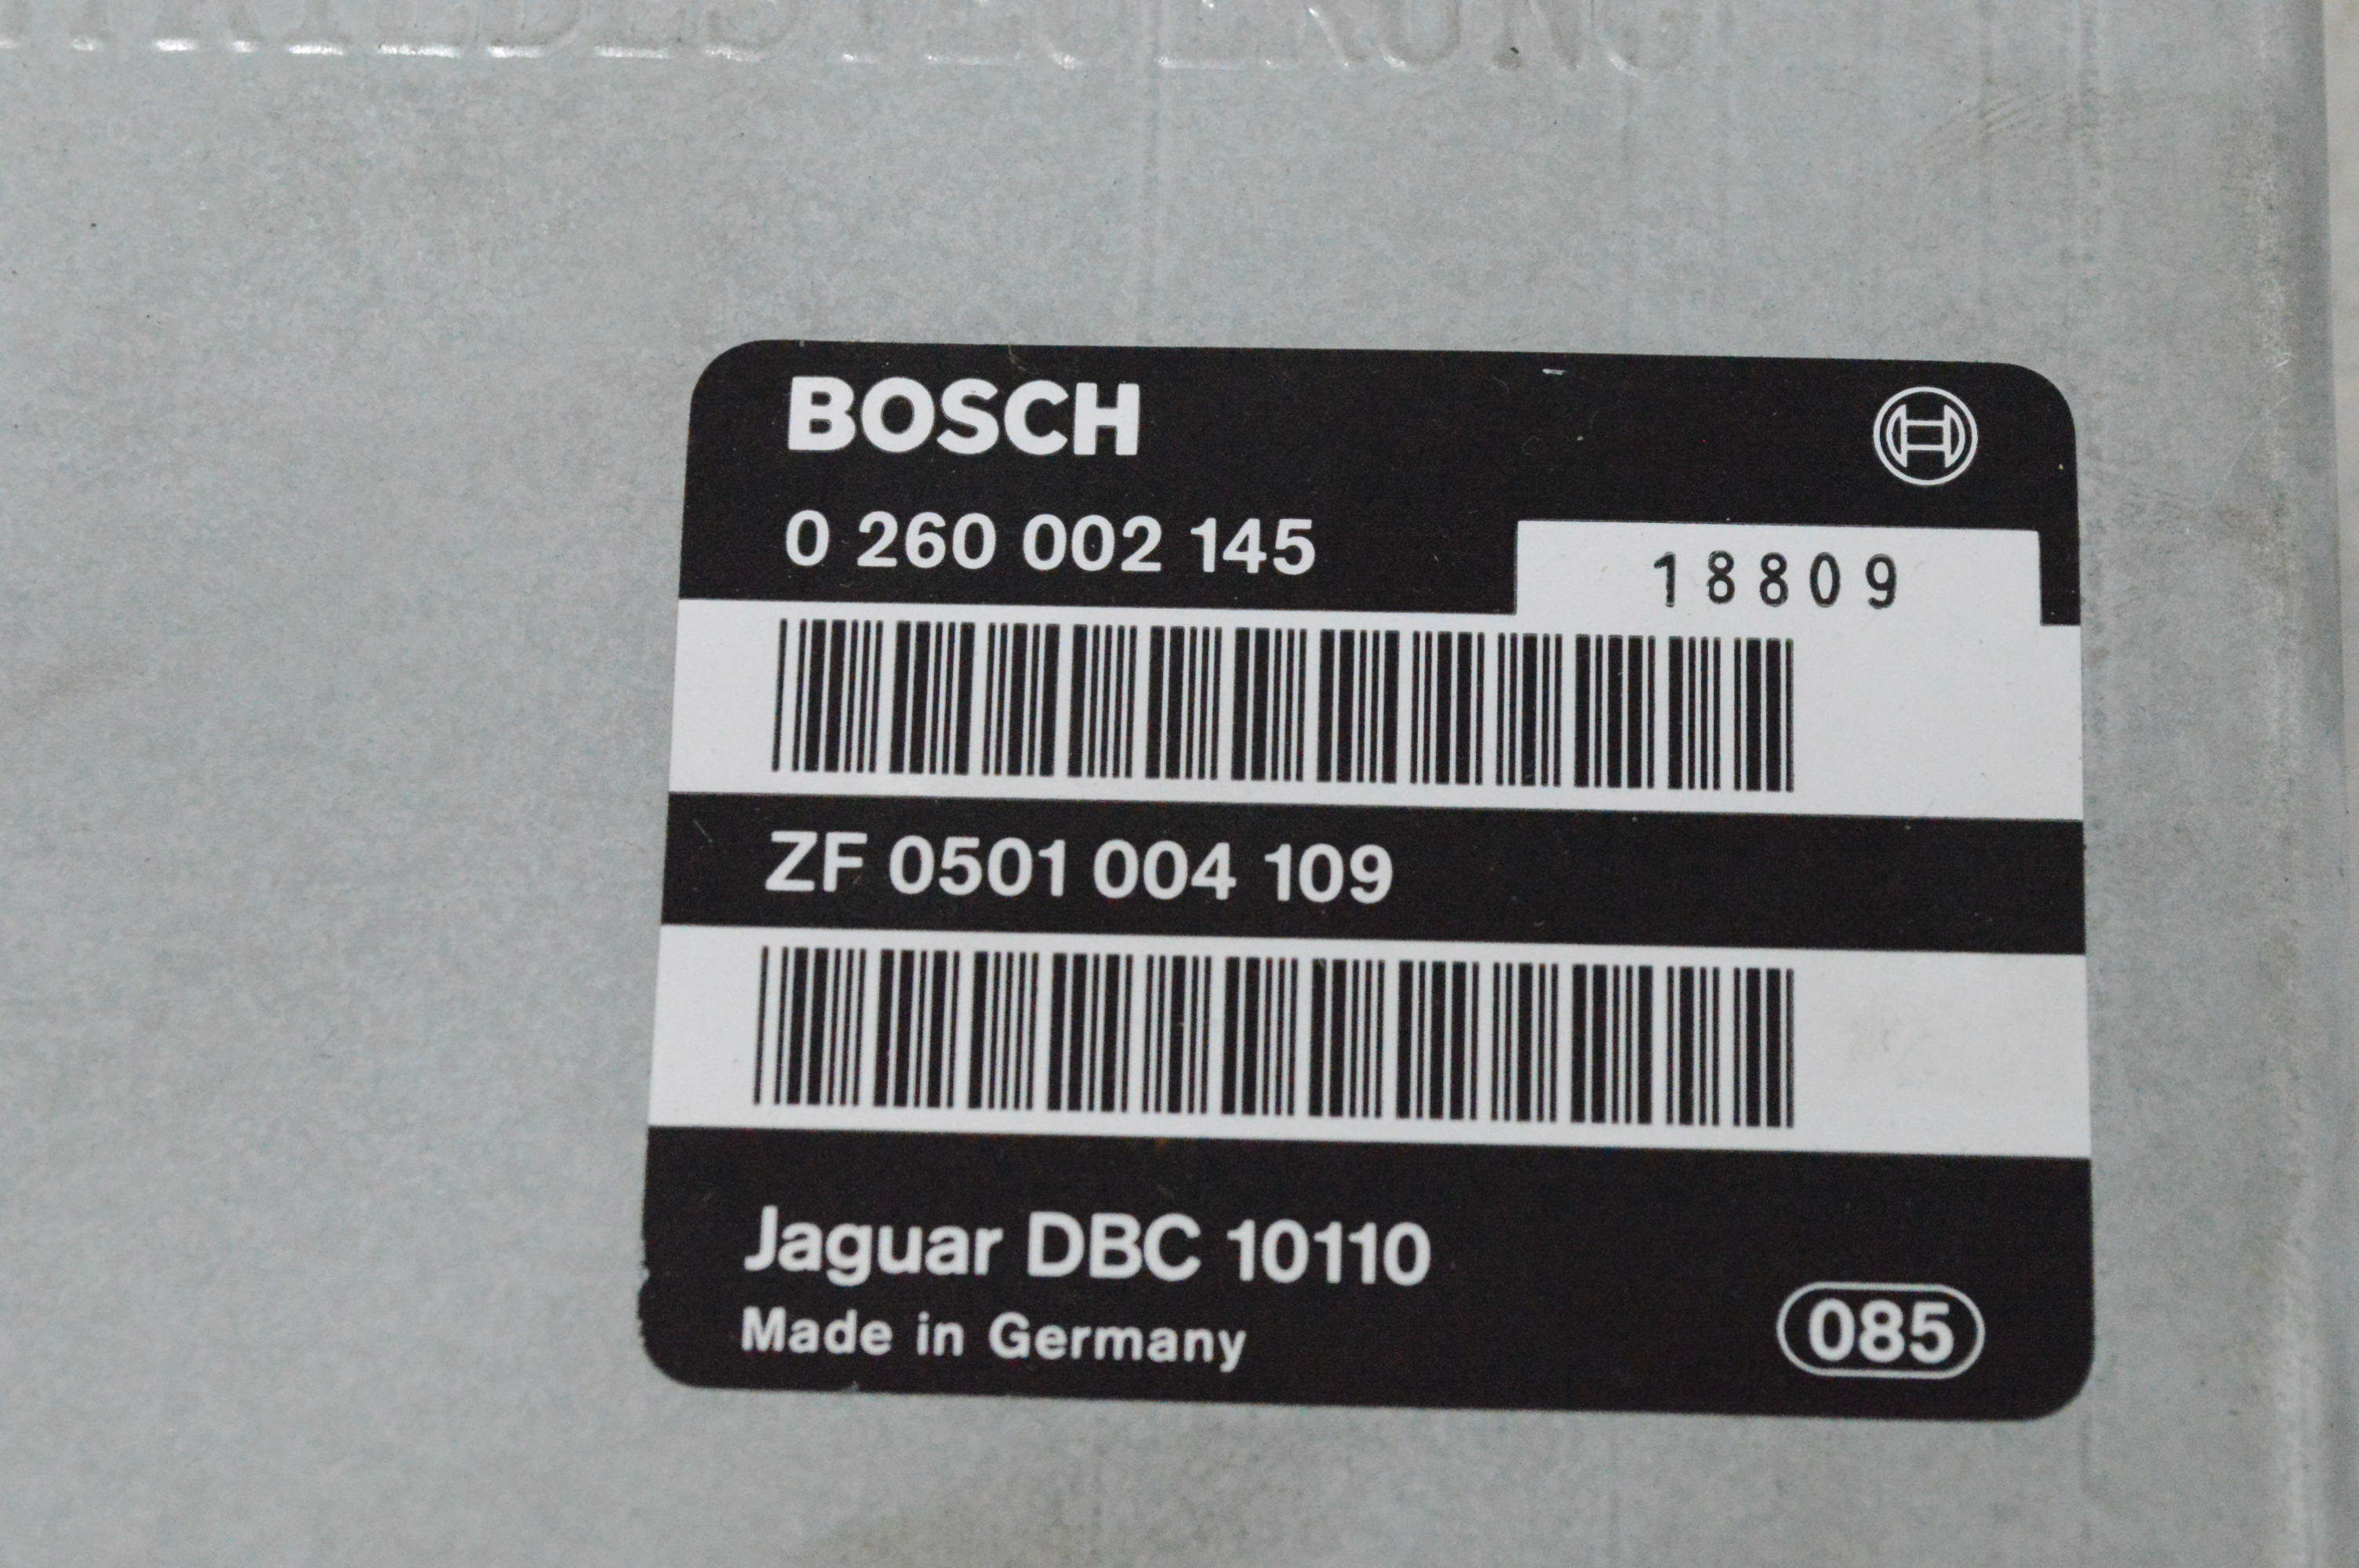 BOSCH
0 260 002 145
18809
ZF 0501 004 109
Jaguar DBC 10110
Made in Germany
085